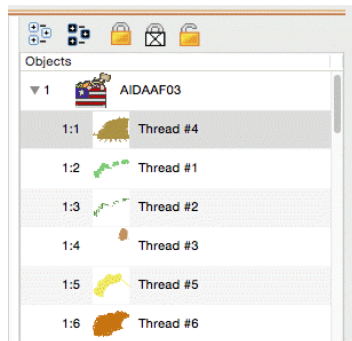 Objects
1 AIDAAF03
1:1 Thread #4
1:2 Thread #1
1:3 Thread #2
1:4 Thread #3
1:5 Thread #5
1:6 Thread #6